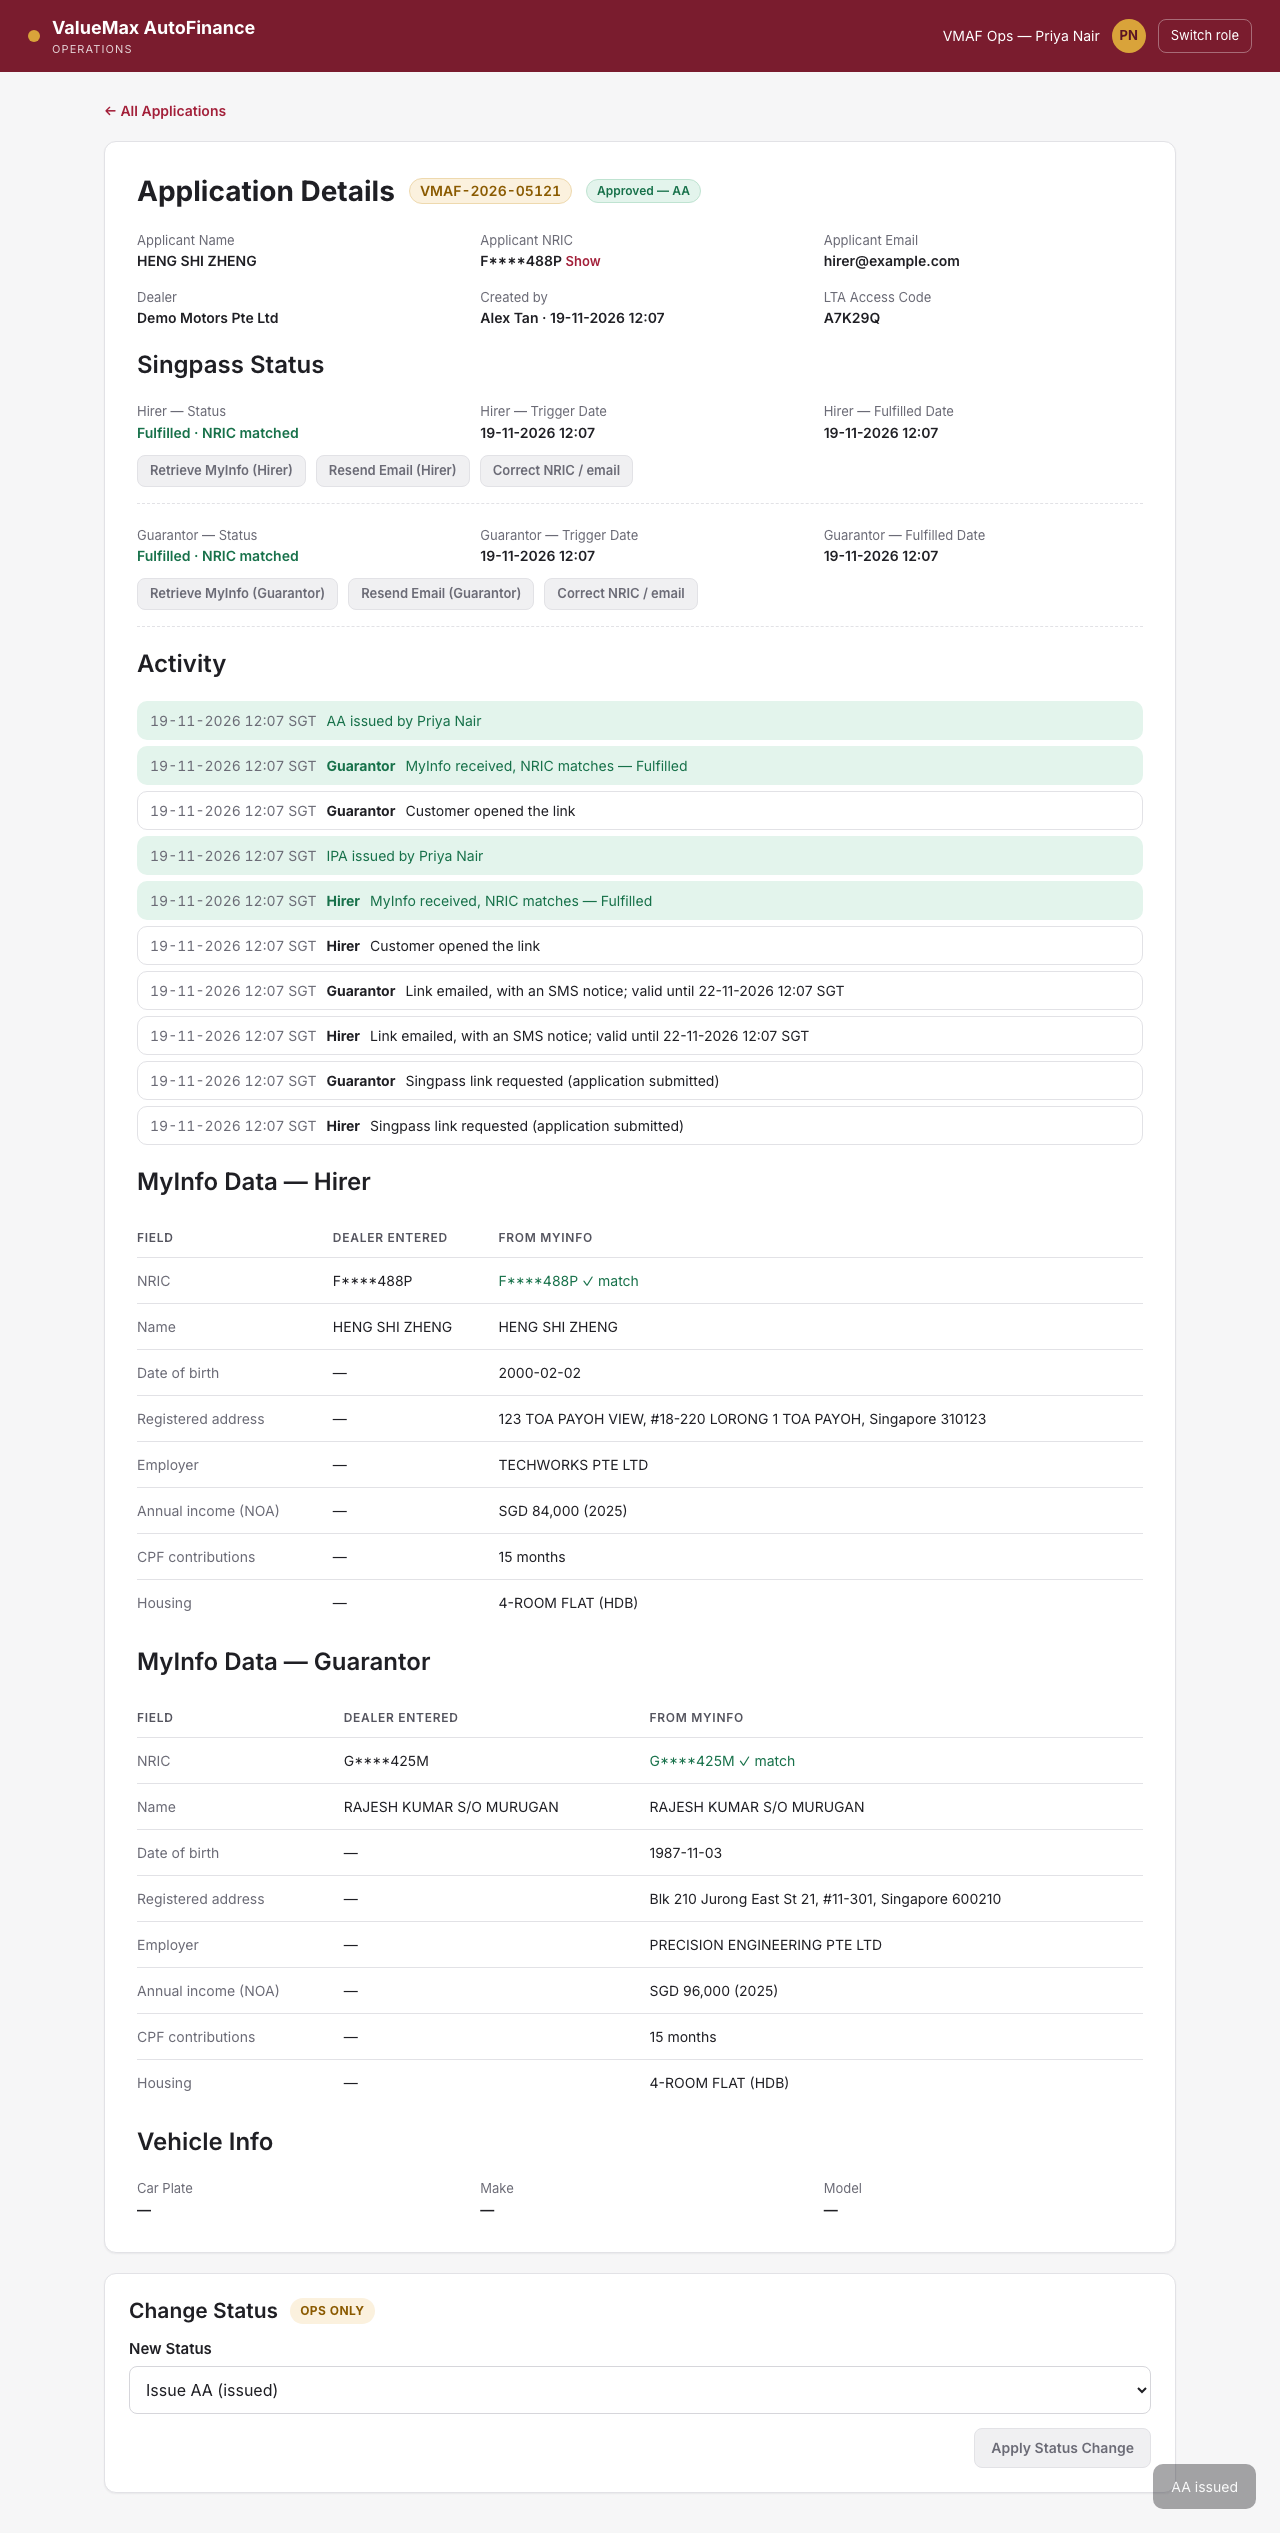 ValueMax AutoFinance
OPERATIONS
VMAF Ops — Priya Nair
PN
Switch role
← All Applications
Application Details VMAF-2026-05121 Approved — AA
Applicant Name Applicant NRIC Applicant Email
HENG SHI ZHENG F****488P Show hirer@example.com
Dealer Created by LTA Access Code
Demo Motors Pte Ltd Alex Tan · 19-11-2026 12:07 A7K29Q
Singpass Status
Hirer — Status Hirer — Trigger Date Hirer — Fulfilled Date
Fulfilled · NRIC matched 19-11-2026 12:07 19-11-2026 12:07
Retrieve MyInfo (Hirer) Resend Email (Hirer) Correct NRIC / email
Guarantor — Status Guarantor — Trigger Date Guarantor — Fulfilled Date
Fulfilled · NRIC matched 19-11-2026 12:07 19-11-2026 12:07
Retrieve MyInfo (Guarantor) Resend Email (Guarantor) Correct NRIC / email
Activity
19-11-2026 12:07 SGT AA issued by Priya Nair
19-11-2026 12:07 SGT Guarantor MyInfo received, NRIC matches — Fulfilled
19-11-2026 12:07 SGT Guarantor Customer opened the link
19-11-2026 12:07 SGT IPA issued by Priya Nair
19-11-2026 12:07 SGT Hirer MyInfo received, NRIC matches — Fulfilled
19-11-2026 12:07 SGT Hirer Customer opened the link
19-11-2026 12:07 SGT Guarantor Link emailed, with an SMS notice; valid until 22-11-2026 12:07 SGT
19-11-2026 12:07 SGT Hirer Link emailed, with an SMS notice; valid until 22-11-2026 12:07 SGT
19-11-2026 12:07 SGT Guarantor Singpass link requested (application submitted)
19-11-2026 12:07 SGT Hirer Singpass link requested (application submitted)
MyInfo Data — Hirer
FIELD DEALER ENTERED FROM MYINFO
NRIC F****488P F****488P ✓ match
Name HENG SHI ZHENG HENG SHI ZHENG
Date of birth — 2000-02-02
Registered address — 123 TOA PAYOH VIEW, #18-220 LORONG 1 TOA PAYOH, Singapore 310123
Employer — TECHWORKS PTE LTD
Annual income (NOA) — SGD 84,000 (2025)
CPF contributions — 15 months
Housing — 4-ROOM FLAT (HDB)
MyInfo Data — Guarantor
FIELD DEALER ENTERED FROM MYINFO
NRIC G****425M G****425M ✓ match
Name RAJESH KUMAR S/O MURUGAN RAJESH KUMAR S/O MURUGAN
Date of birth — 1987-11-03
Registered address — Blk 210 Jurong East St 21, #11-301, Singapore 600210
Employer — PRECISION ENGINEERING PTE LTD
Annual income (NOA) — SGD 96,000 (2025)
CPF contributions — 15 months
Housing — 4-ROOM FLAT (HDB)
Vehicle Info
Car Plate Make Model
— — —
Change Status OPS ONLY
New Status
Issue AA (issued)
Apply Status Change
AA issued